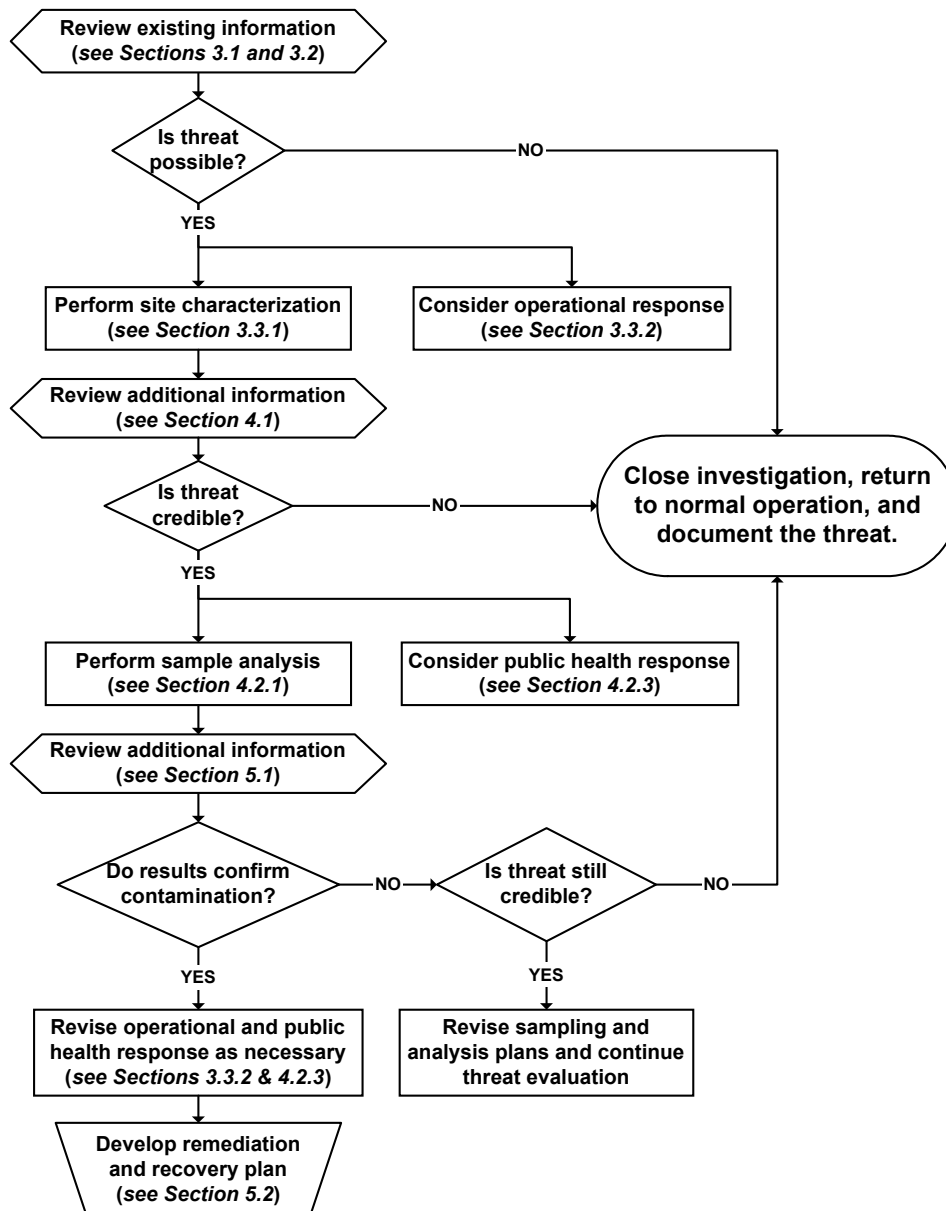 Review existing information
(see Sections 3.1 and 3.2)
Is threat
possible?
NO
YES
Perform site characterization
(see Section 3.3.1)
Consider operational response
(see Section 3.3.2)
Review additional information
(see Section 4.1)
Is threat
credible?
NO
Close investigation, return
to normal operation, and
document the threat.
YES
Perform sample analysis
(see Section 4.2.1)
Consider public health response
(see Section 4.2.3)
Review additional information
(see Section 5.1)
Do results confirm
contamination?
NO
Is threat still
credible?
NO
YES
YES
Revise operational and public
health response as necessary
(see Sections 3.3.2 & 4.2.3)
Revise sampling and
analysis plans and continue
threat evaluation
Develop remediation
and recovery plan
(see Section 5.2)